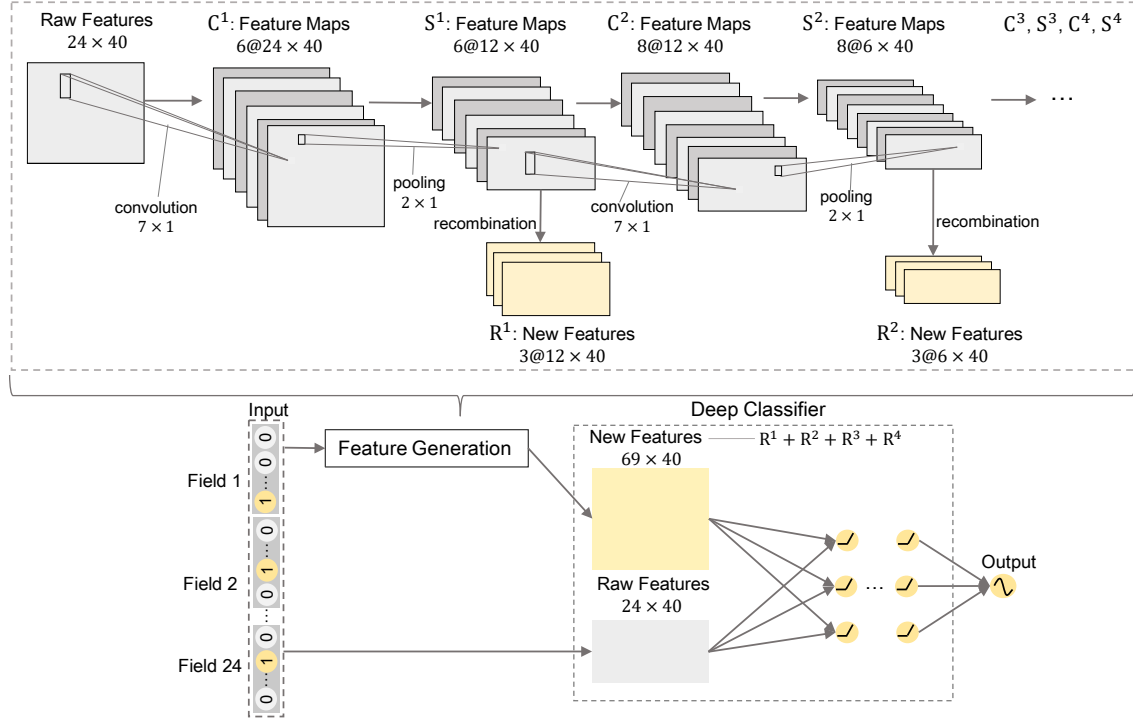 Raw Features
24 × 40
C¹: Feature Maps
6@24 × 40
S¹: Feature Maps
6@12 × 40
C²: Feature Maps
8@12 × 40
S²: Feature Maps
8@6 × 40
C³, S³, C⁴, S⁴
...
convolution
7 × 1
pooling
2 × 1
recombination
convolution
7 × 1
pooling
2 × 1
recombination
R¹: New Features
3@12 × 40
R²: New Features
3@6 × 40
Input
Deep Classifier
Field 1
0
0
...
1
Field 2
0
...
1
0
...
Field 24
0
1
...
0
Feature Generation
New Features
69 × 40
R¹ + R² + R³ + R⁴
Raw Features
24 × 40
...
Output